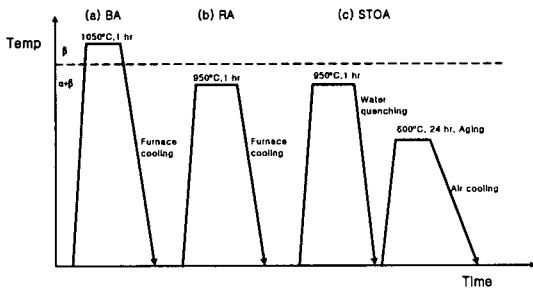 (a) BA
(b) RA
(c) STOA
Temp
β
α+β
1050℃,1 hr
950℃,1 hr
950℃,1 hr
Water
quenching
600℃, 24 hr. Aging
Furnace
cooling
Furnace
cooling
Air cooling
Time